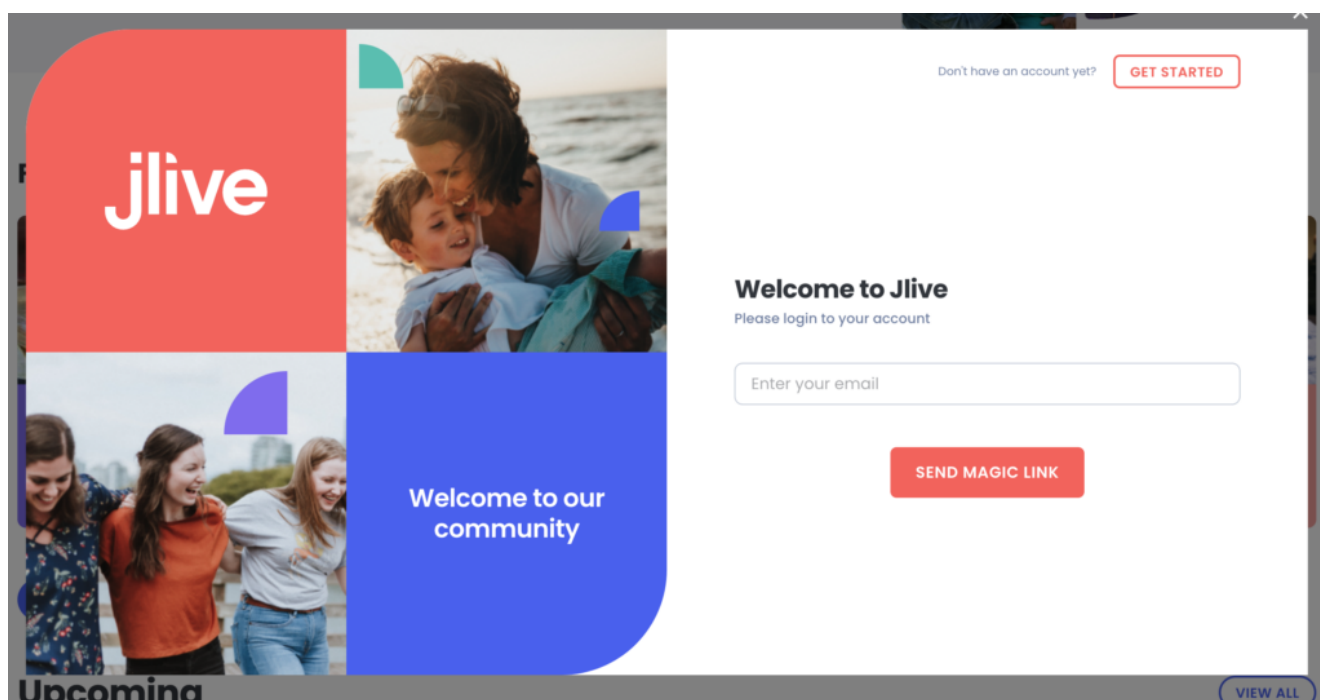 jlive
Welcome to our
community
Don't have an account yet?
GET STARTED
Welcome to Jlive
Please login to your account
Enter your email
SEND MAGIC LINK
Upcoming
VIEW ALL